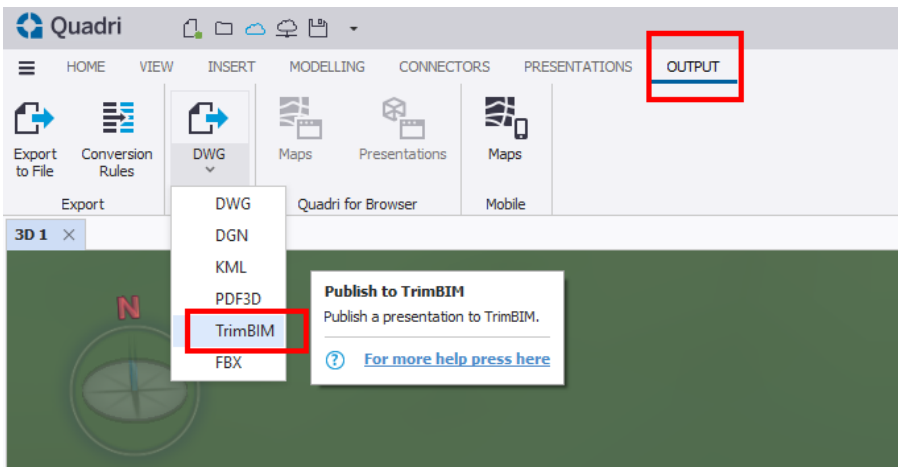 Quadri
HOME VIEW INSERT MODELLING CONNECTORS PRESENTATIONS OUTPUT
Export to File
Conversion Rules
DWG
Maps
Presentations
Maps
Export
Quadri for Browser
Mobile
3D 1
DWG
DGN
KML
PDF3D
TrimBIM
FBX
Publish to TrimBIM
Publish a presentation to TrimBIM.
For more help press here
N